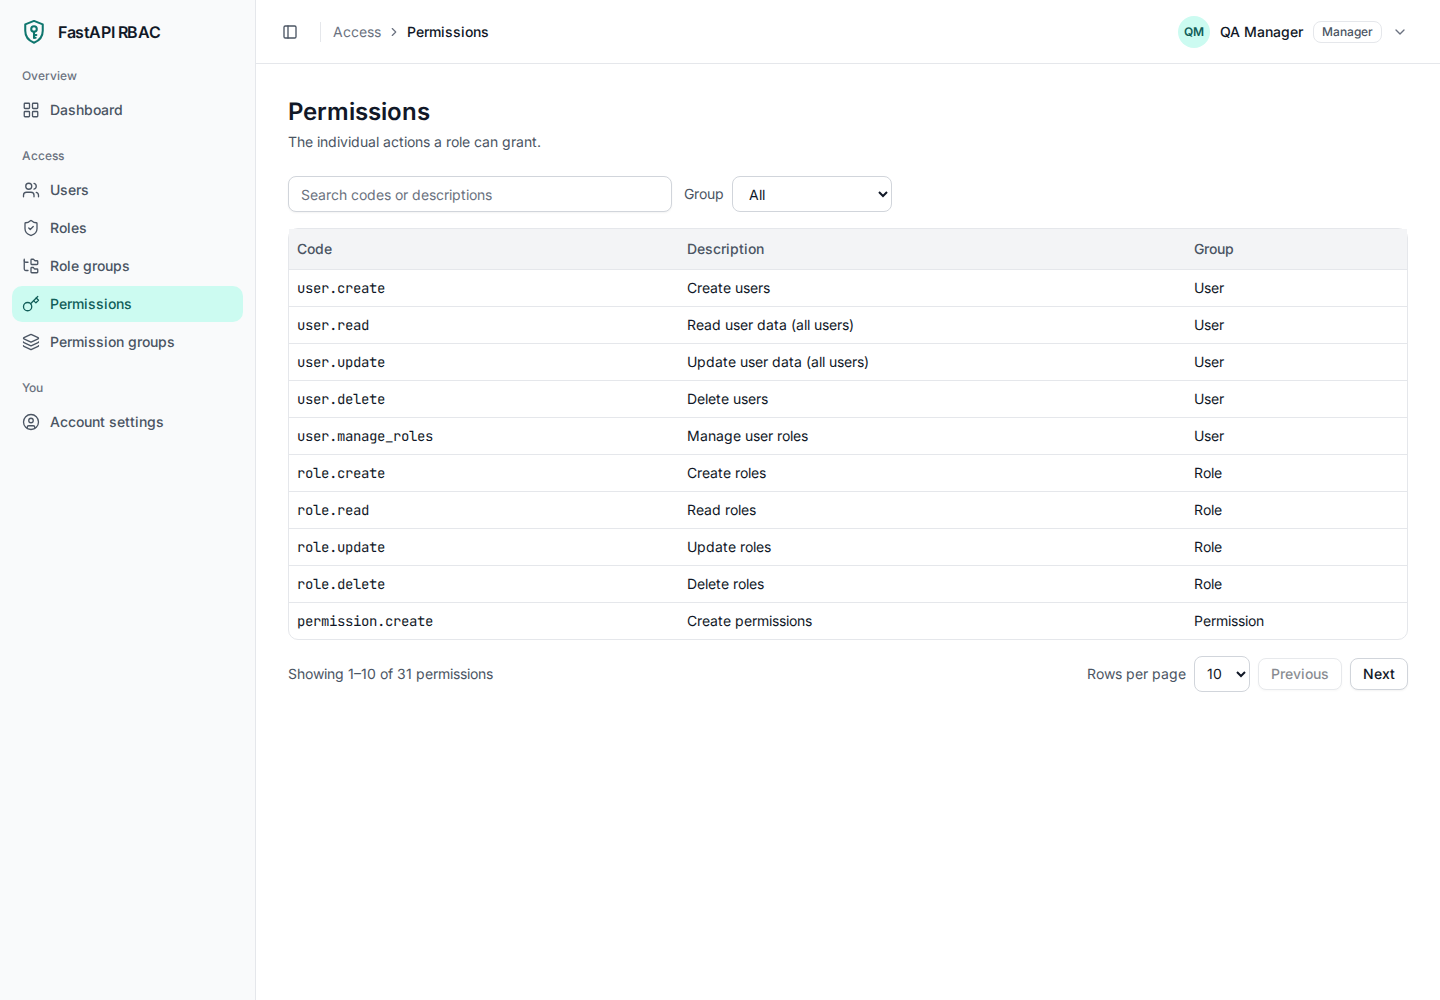 FastAPI RBAC
Overview
Dashboard
Access
Users
Roles
Role groups
Permissions
Permission groups
You
Account settings
Access > Permissions
QM QA Manager Manager
Permissions
The individual actions a role can grant.
Search codes or descriptions Group All
Code Description Group
user.create Create users User
user.read Read user data (all users) User
user.update Update user data (all users) User
user.delete Delete users User
user.manage_roles Manage user roles User
role.create Create roles Role
role.read Read roles Role
role.update Update roles Role
role.delete Delete roles Role
permission.create Create permissions Permission
Showing 1–10 of 31 permissions Rows per page 10 Previous Next